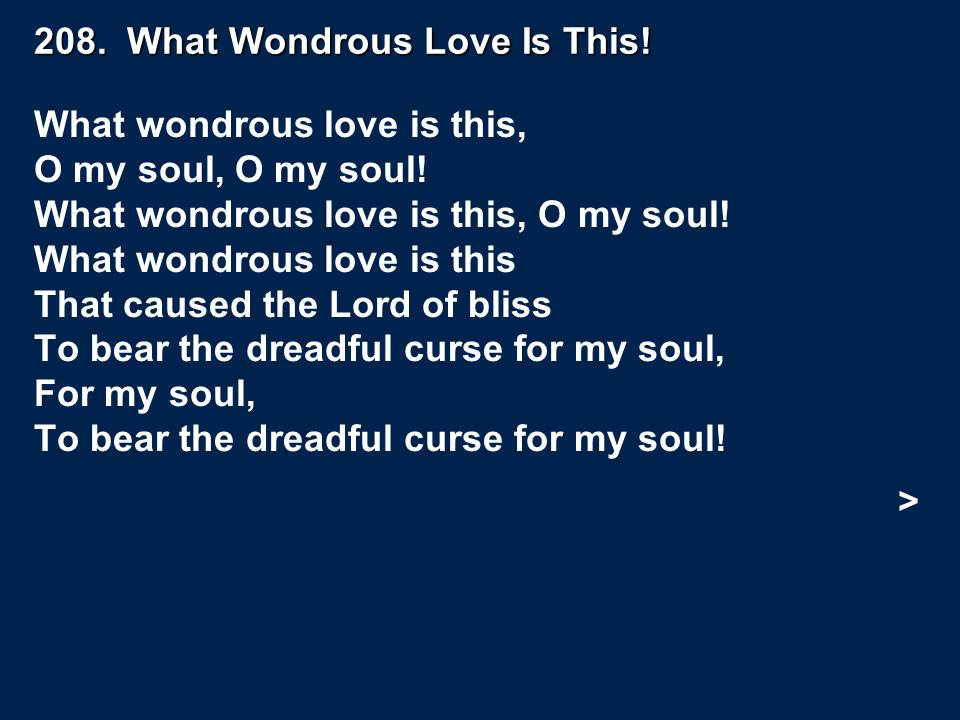 208.  What Wondrous Love Is This!
What wondrous love is this,
O my soul, O my soul!
What wondrous love is this, O my soul!
What wondrous love is this
That caused the Lord of bliss
To bear the dreadful curse for my soul,
For my soul,
To bear the dreadful curse for my soul!
>